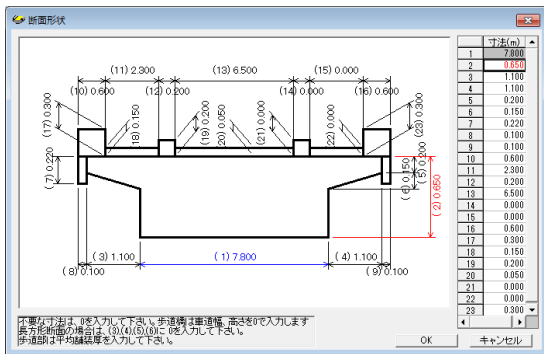 断面形状
(11) 2.300
(13) 6.500
(15) 0.000
(10) 0.600
(12) 0.200
(14) 0.000
(16) 0.600
(17) 0.300
(18) 0.150
(19) 0.200
(20) 0.050
(21) 0.000
(22) 0.000
(23) 0.300
( 7) 0.220
( 6) 0.150
( 5) 0.200
( 2) 0.650
( 3) 1.100
( 1) 7.800
( 4) 1.100
( 8) 0.100
( 9) 0.100
寸法(m)
1 7.800
2 0.650
3 1.100
4 1.100
5 0.200
6 0.150
7 0.220
8 0.100
9 0.100
10 0.600
11 2.300
12 0.200
13 6.500
14 0.000
15 0.000
16 0.600
17 0.300
18 0.150
19 0.200
20 0.050
21 0.000
22 0.000
23 0.300
不要な寸法は、0を入力して下さい。歩道橋は車道幅、高さを0で入力します
長方形断面の場合は、(3),(4),(5),(6)に 0を入力して下さい。
歩道部は平均舗装厚を入力して下さい。
OK
キャンセル